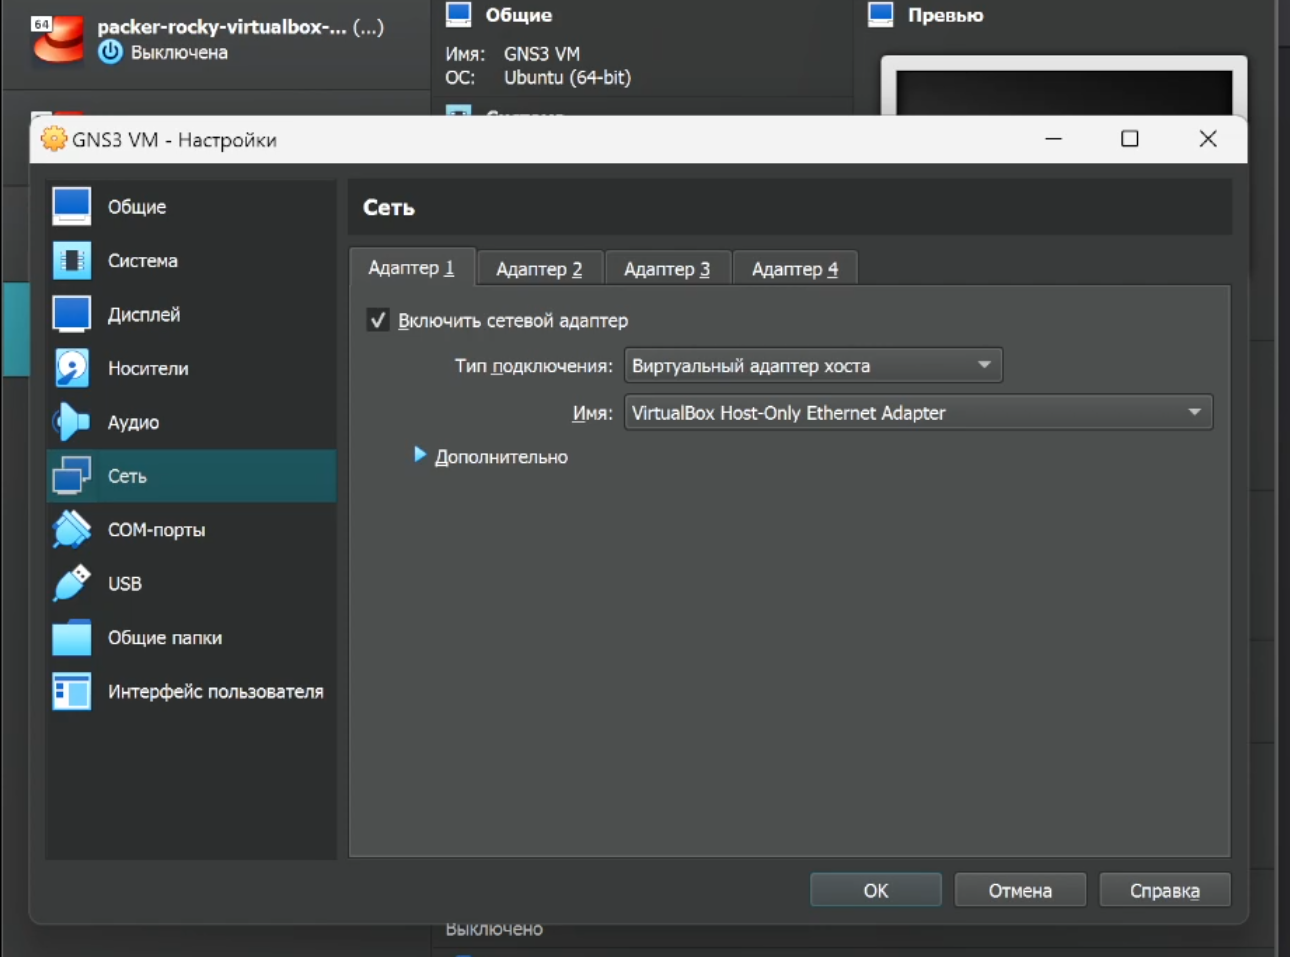 64
packer-rocky-virtualbox-... (...)
Выключена
Общие
Имя: GNS3 VM
ОС: Ubuntu (64-bit)
Превью
GNS3 VM - Настройки
Общие
Система
Дисплей
Носители
Аудио
Сеть
COM-порты
USB
Общие папки
Интерфейс пользователя
Сеть
Адаптер 1 Адаптер 2 Адаптер 3 Адаптер 4
Включить сетевой адаптер
Тип подключения: Виртуальный адаптер хоста
Имя: VirtualBox Host-Only Ethernet Adapter
Дополнительно
OK Отмена Справка
Выключено